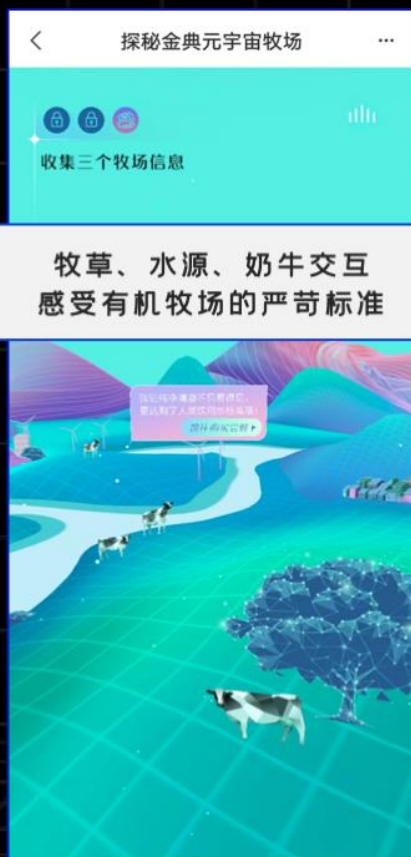 探秘金典元宇宙牧场
收集三个牧场信息
牧草、水源、奶牛交互
感受有机牧场的严苛标准